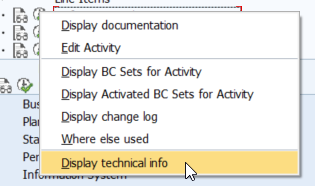 Line Items
Display documentation
Edit Activity
Display BC Sets for Activity
Display Activated BC Sets for Activity
Display change log
Where else used
Display technical info
Bus
Pla
Sta
Per
Information System